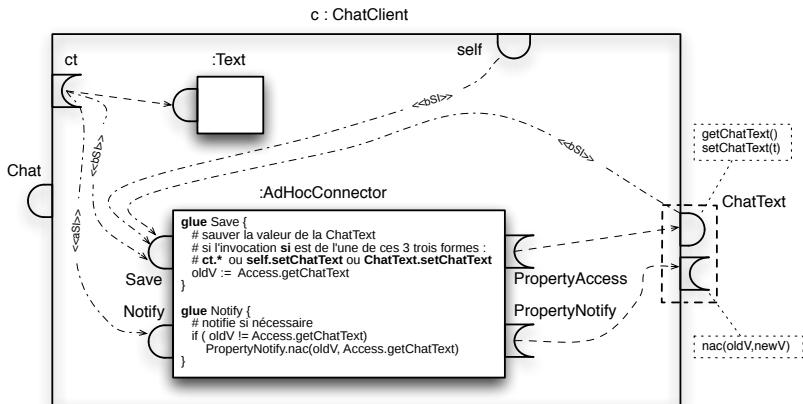 c : ChatClient
self
ct
:Text
<<bSI>>
<<bSI>>
<<bSI>>
<<aSI>>
getChatText()
setChatText(t)
Chat
ChatText
:AdHocConnector
glue Save {
# sauver la valeur de la ChatText
# si l'invocation si est de l'une de ces 3 trois formes :
# ct.* ou self.setChatText ou ChatText.setChatText
oldV := Access.getChatText
}
Save
PropertyAccess
Notify
PropertyNotify
glue Notify {
# notifie si nécessaire
if ( oldV != Access.getChatText)
PropertyNotify.nac(oldV, Access.getChatText)
}
nac(oldV,newV)